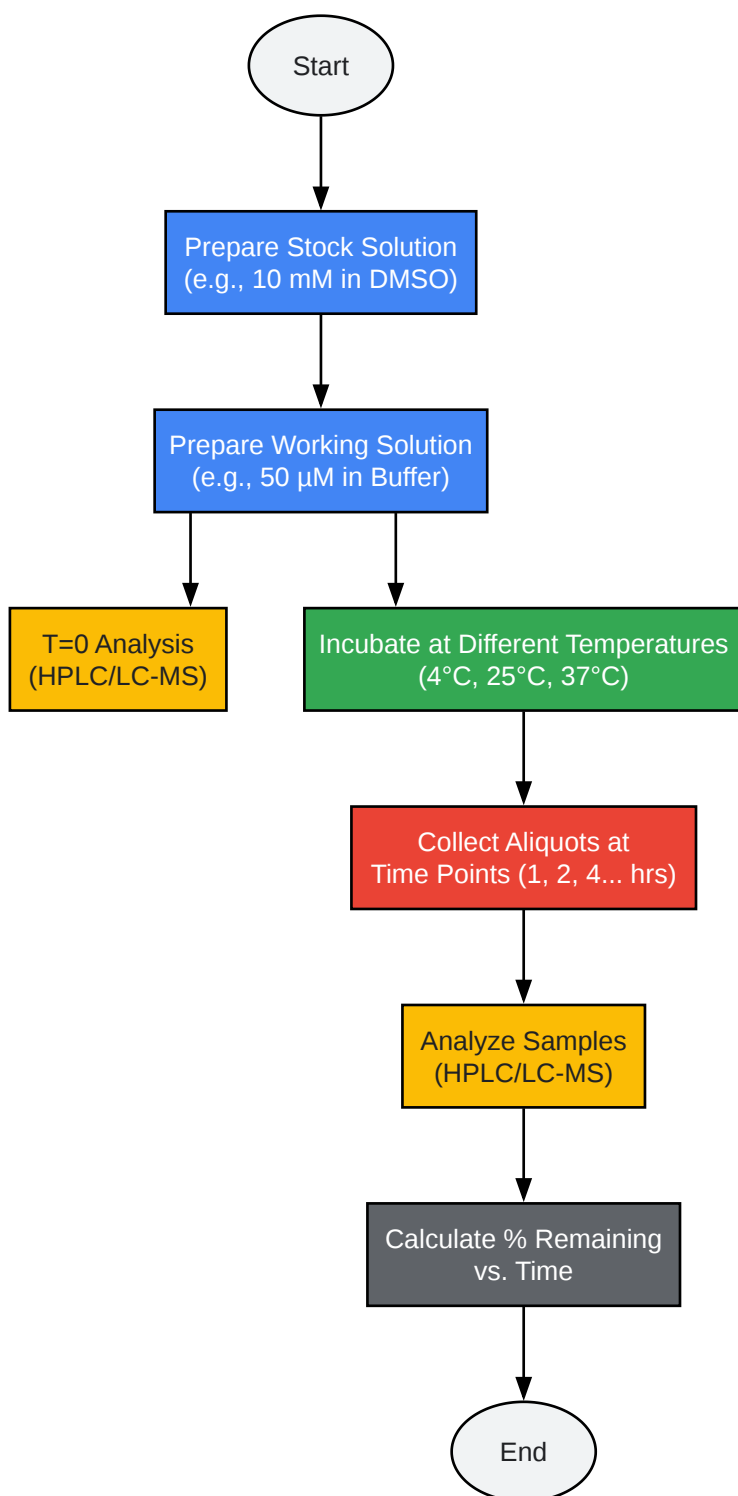 Start
Prepare Stock Solution
(e.g., 10 mM in DMSO)
Prepare Working Solution
(e.g., 50 µM in Buffer)
T=0 Analysis
(HPLC/LC-MS)
Incubate at Different Temperatures
(4°C, 25°C, 37°C)
Collect Aliquots at
Time Points (1, 2, 4... hrs)
Analyze Samples
(HPLC/LC-MS)
Calculate % Remaining
vs. Time
End